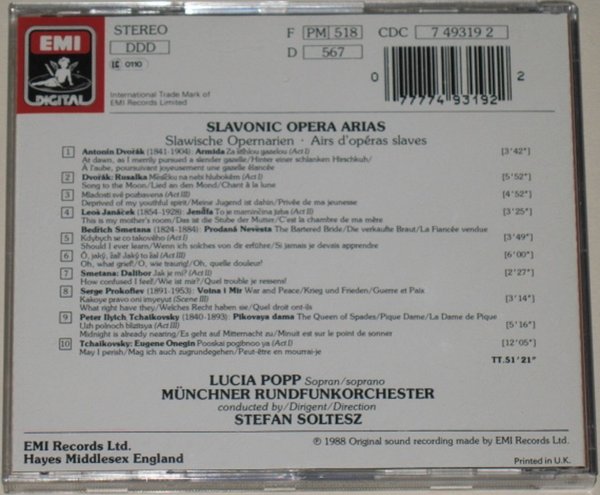 EMI
DIGITAL
STEREO
DDD
0110
International Trade Mark of
EMI Records Limited
F PM 518 CDC 7 49319 2
D 567
0 77774 93192 2
SLAVONIC OPERA ARIAS
Slawische Opernarien · Airs d'opéras slaves
1 Antonin Dvořák (1841-1904): Armida Za štíhlou gazelou (Act I) [3'42"]
At dawn, as I merrily pursued a slender gazelle/Hinter einer schlanken Hirschkuh/
À l'aube, poursuivant joyeusement une gazelle
2 Dvořák: Rusalka Měsíčku na nebi hlubokém (Act I) [5'52"]
Song to the Moon/Lied an den Mond/Chant à la lune
3 Mladosti své pozbavena (Act III) [4'52"]
Deprived of my youthful spirit/Meine Jugend ist dahin/Privée de ma jeunesse
4 Leoš Janáček (1854-1928): Jenůfa To je maminčina jizba (Act II) [3'25"]
This is my mother's room/Das ist die Stube der Mutter/C'est la chambre de ma mère
Bedřich Smetana (1824-1884): Prodaná Nevěsta The Bartered Bride/Die verkaufte Braut/La Fiancée vendue
5 Kdybych se co takového (Act I) [3'49"]
Should I ever learn/Wenn ich solches von dir erführe/Si jamais je devais apprendre
6 Ó, jaký, žal! Jaký to žal (Act III) [6'00"]
Oh, what grief!/O, wie traurig!/Oh, quelle douleur!
7 Smetana: Dalibor Jak je mi? (Act II) [2'27"]
How confused I feel!/Wie ist mir?/Quel trouble je ressens!
8 Serge Prokofiev (1891-1953): Voina i Mir War and Peace/Krieg und Frieden/Guerre et Paix
Kakoye pravo oni imyeyut (Scene III) [3'14"]
What right have they/Welches Recht haben sie/Quel droit ont-ils
9 Peter Ilyich Tchaikovsky (1840-1893): Pikovaya dama The Queen of Spades/Pique Dame/La Dame de Pique
Uzh polnoch blizitsya (Act III) [5'16"]
Midnight is already nearing/Es geht auf Mitternacht zu/Minuit est sur le point de sonner
10 Tchaikovsky: Eugene Onegin Pooskai pogibnoo ya (Act I) [12'05"]
May I perish/Mag ich auch zugrundegehen/Peut-être en mourrai-je
TT.51'21"
LUCIA POPP Sopran/soprano
MÜNCHNER RUNDFUNKORCHESTER
conducted by/Dirigent/Direction
STEFAN SOLTESZ
EMI Records Ltd.
Hayes Middlesex England
℗ 1988 Original sound recording made by EMI Records Ltd.
Printed in U.K.